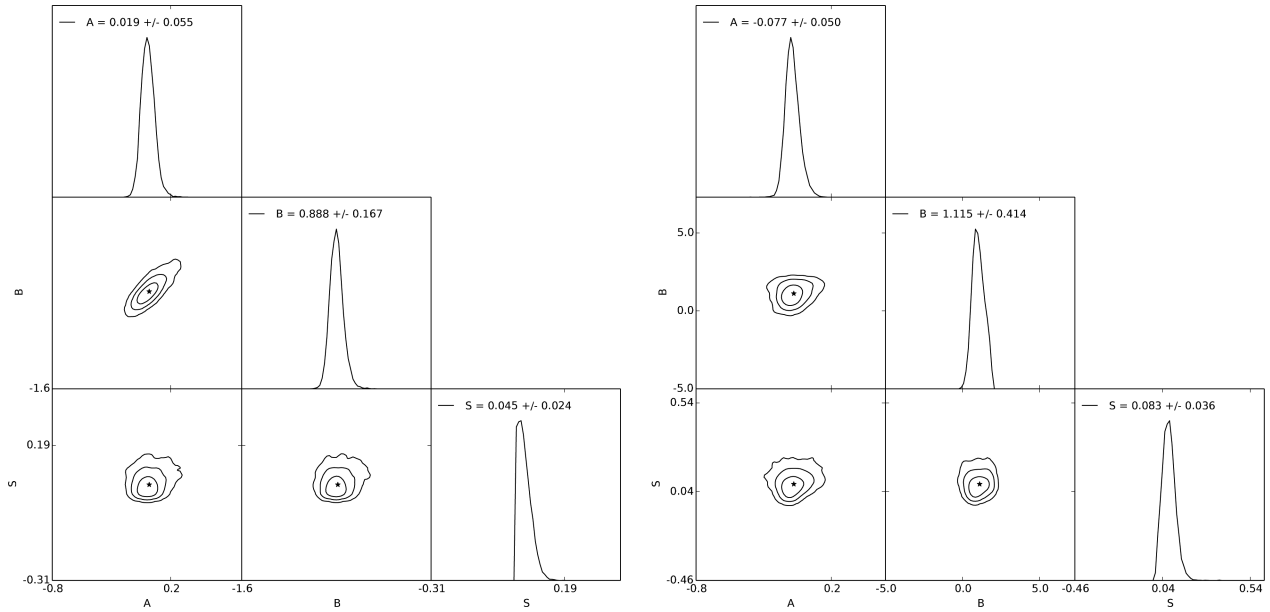 A = 0.019 +/- 0.055
B = 0.888 +/- 0.167
B
-1.6
S = 0.045 +/- 0.024
0.19
S
-0.31
-0.8
0.2
-1.6
-0.31
0.19
A
B
S
A = -0.077 +/- 0.050
B = 1.115 +/- 0.414
5.0
B
0.0
-5.0
S = 0.083 +/- 0.036
0.54
S
0.04
-0.46
-0.8
0.2
-5.0
0.0
5.0
-0.46
0.04
0.54
A
B
S